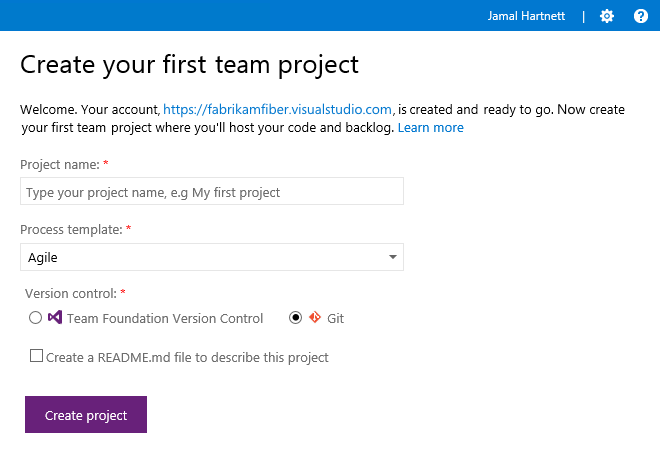 Jamal Hartnett | ?
Create your first team project
Welcome. Your account, https://fabrikamfiber.visualstudio.com, is created and ready to go. Now create
your first team project where you'll host your code and backlog. Learn more
Project name: *
Type your project name, e.g My first project
Process template: *
Agile
Version control: *
Team Foundation Version Control Git
Create a README.md file to describe this project
Create project